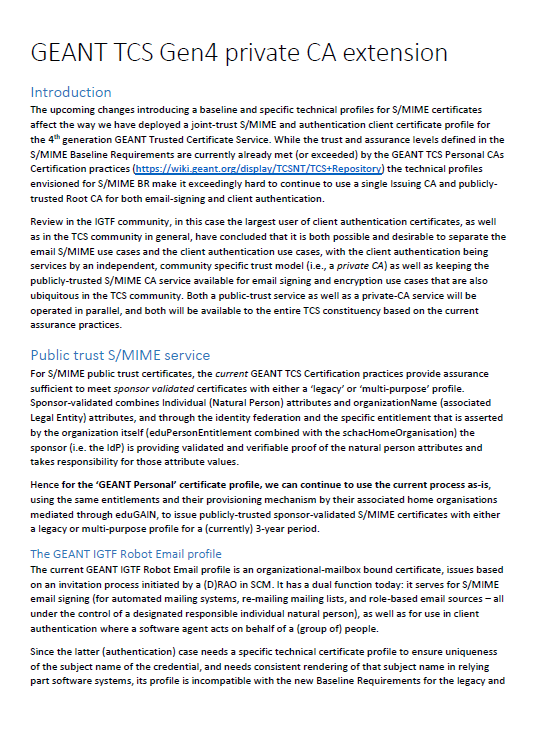 GEANT TCS Gen4 private CA extension
Introduction
The upcoming changes introducing a baseline and specific technical profiles for S/MIME certificates
affect the way we have deployed a joint-trust S/MIME and authentication client certificate profile for
the 4th generation GEANT Trusted Certificate Service. While the trust and assurance levels defined in the
S/MIME Baseline Requirements are currently already met (or exceeded) by the GEANT TCS Personal CAs
Certification practices (https://wiki.geant.org/display/TCSNT/TCS+Repository) the technical profiles
envisioned for S/MIME BR make it exceedingly hard to continue to use a single Issuing CA and publicly-
trusted Root CA for both email-signing and client authentication.
Review in the IGTF community, in this case the largest user of client authentication certificates, as well
as in the TCS community in general, have concluded that it is both possible and desirable to separate the
email S/MIME use cases and the client authentication use cases, with the client authentication being
services by an independent, community specific trust model (i.e., a private CA) as well as keeping the
publicly-trusted S/MIME CA service available for email signing and encryption use cases that are also
ubiquitous in the TCS community. Both a public-trust service as well as a private-CA service will be
operated in parallel, and both will be available to the entire TCS constituency based on the current
assurance practices.
Public trust S/MIME service
For S/MIME public trust certificates, the current GEANT TCS Certification practices provide assurance
sufficient to meet sponsor validated certificates with either a 'legacy' or 'multi-purpose' profile.
Sponsor-validated combines Individual (Natural Person) attributes and organizationName (associated
Legal Entity) attributes, and through the identity federation and the specific entitlement that is asserted
by the organization itself (eduPersonEntitlement combined with the schacHomeOrganisation) the
sponsor (i.e. the IdP) is providing validated and verifiable proof of the natural person attributes and
takes responsibility for those attribute values.
Hence for the 'GEANT Personal' certificate profile, we can continue to use the current process as-is,
using the same entitlements and their provisioning mechanism by their associated home organisations
mediated through eduGAIN, to issue publicly-trusted sponsor-validated S/MIME certificates with either
a legacy or multi-purpose profile for a (currently) 3-year period.
The GEANT IGTF Robot Email profile
The current GEANT IGTF Robot Email profile is an organizational-mailbox bound certificate, issues based
on an invitation process initiated by a (D)RAO in SCM. It has a dual function today: it serves for S/MIME
email signing (for automated mailing systems, re-mailing mailing lists, and role-based email sources – all
under the control of a designated responsible individual natural person), as well as for use in client
authentication where a software agent acts on behalf of a (group of) people.
Since the latter (authentication) case needs a specific technical certificate profile to ensure uniqueness
of the subject name of the credential, and needs consistent rendering of that subject name in relying
part software systems, its profile is incompatible with the new Baseline Requirements for the legacy and